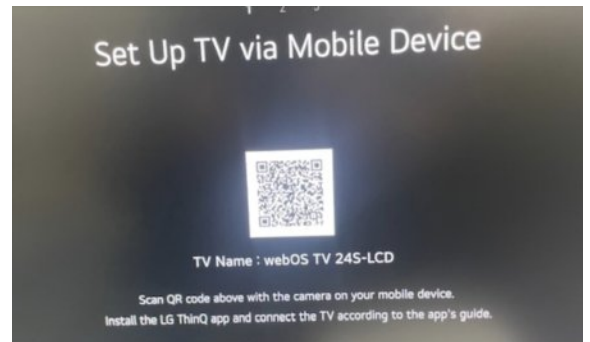 Set Up TV via Mobile Device
TV Name : webOS TV 24S-LCD
Scan QR code above with the camera on your mobile device.
Install the LG ThinQ app and connect the TV according to the app's guide.